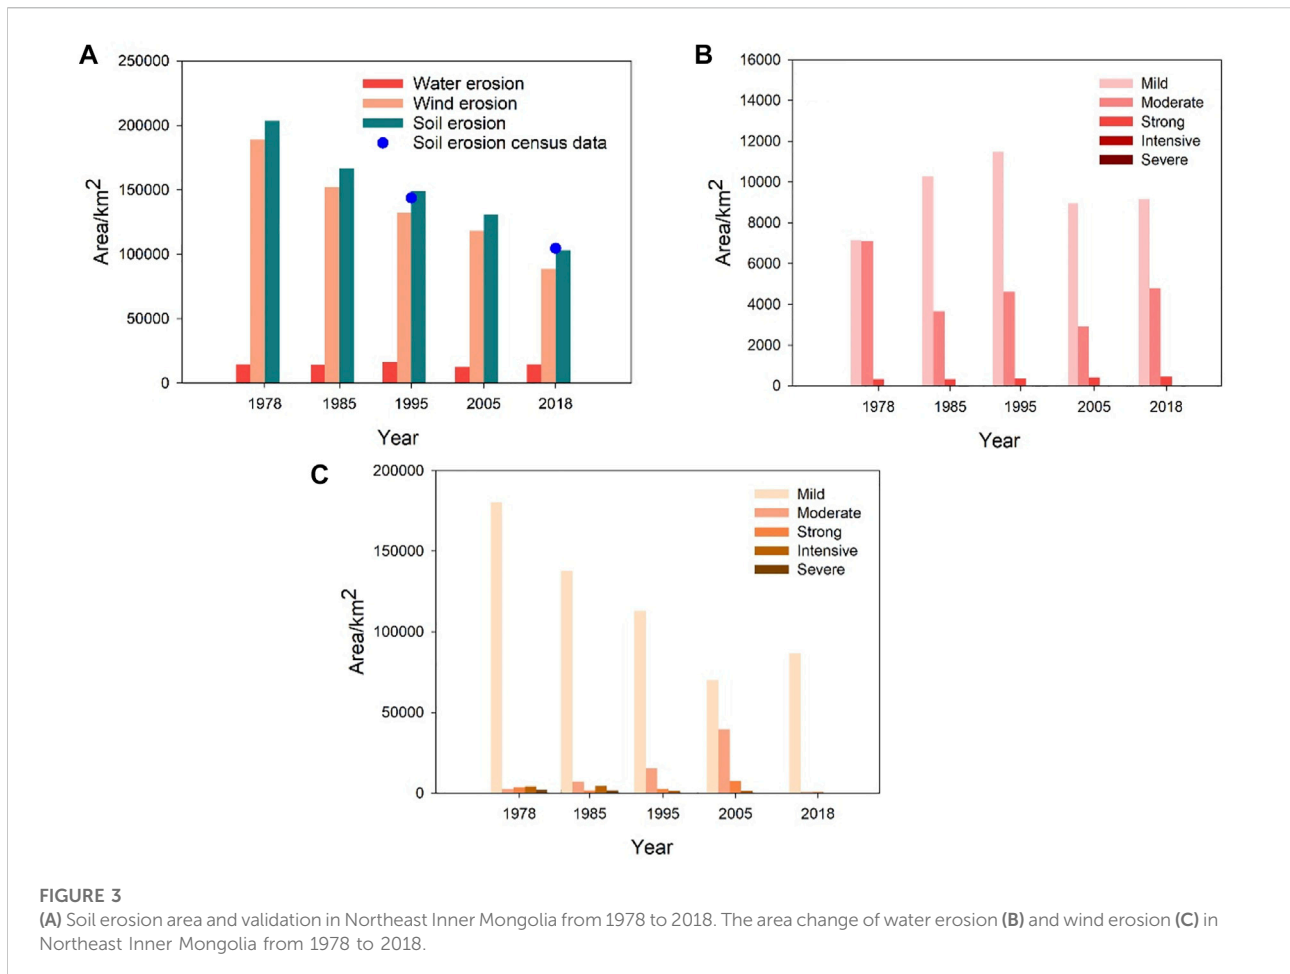 A
250000
200000
150000
100000
50000
0
Area/km2
Water erosion
Wind erosion
Soil erosion
Soil erosion census data
1978 1985 1995 2005 2018
Year
B
16000
14000
12000
10000
8000
6000
4000
2000
0
Area/km2
Mild
Moderate
Strong
Intensive
Severe
1978 1985 1995 2005 2018
Year
C
200000
150000
100000
50000
0
Area/km2
Mild
Moderate
Strong
Intensive
Severe
1978 1985 1995 2005 2018
Year
FIGURE 3
(A) Soil erosion area and validation in Northeast Inner Mongolia from 1978 to 2018. The area change of water erosion (B) and wind erosion (C) in
Northeast Inner Mongolia from 1978 to 2018.